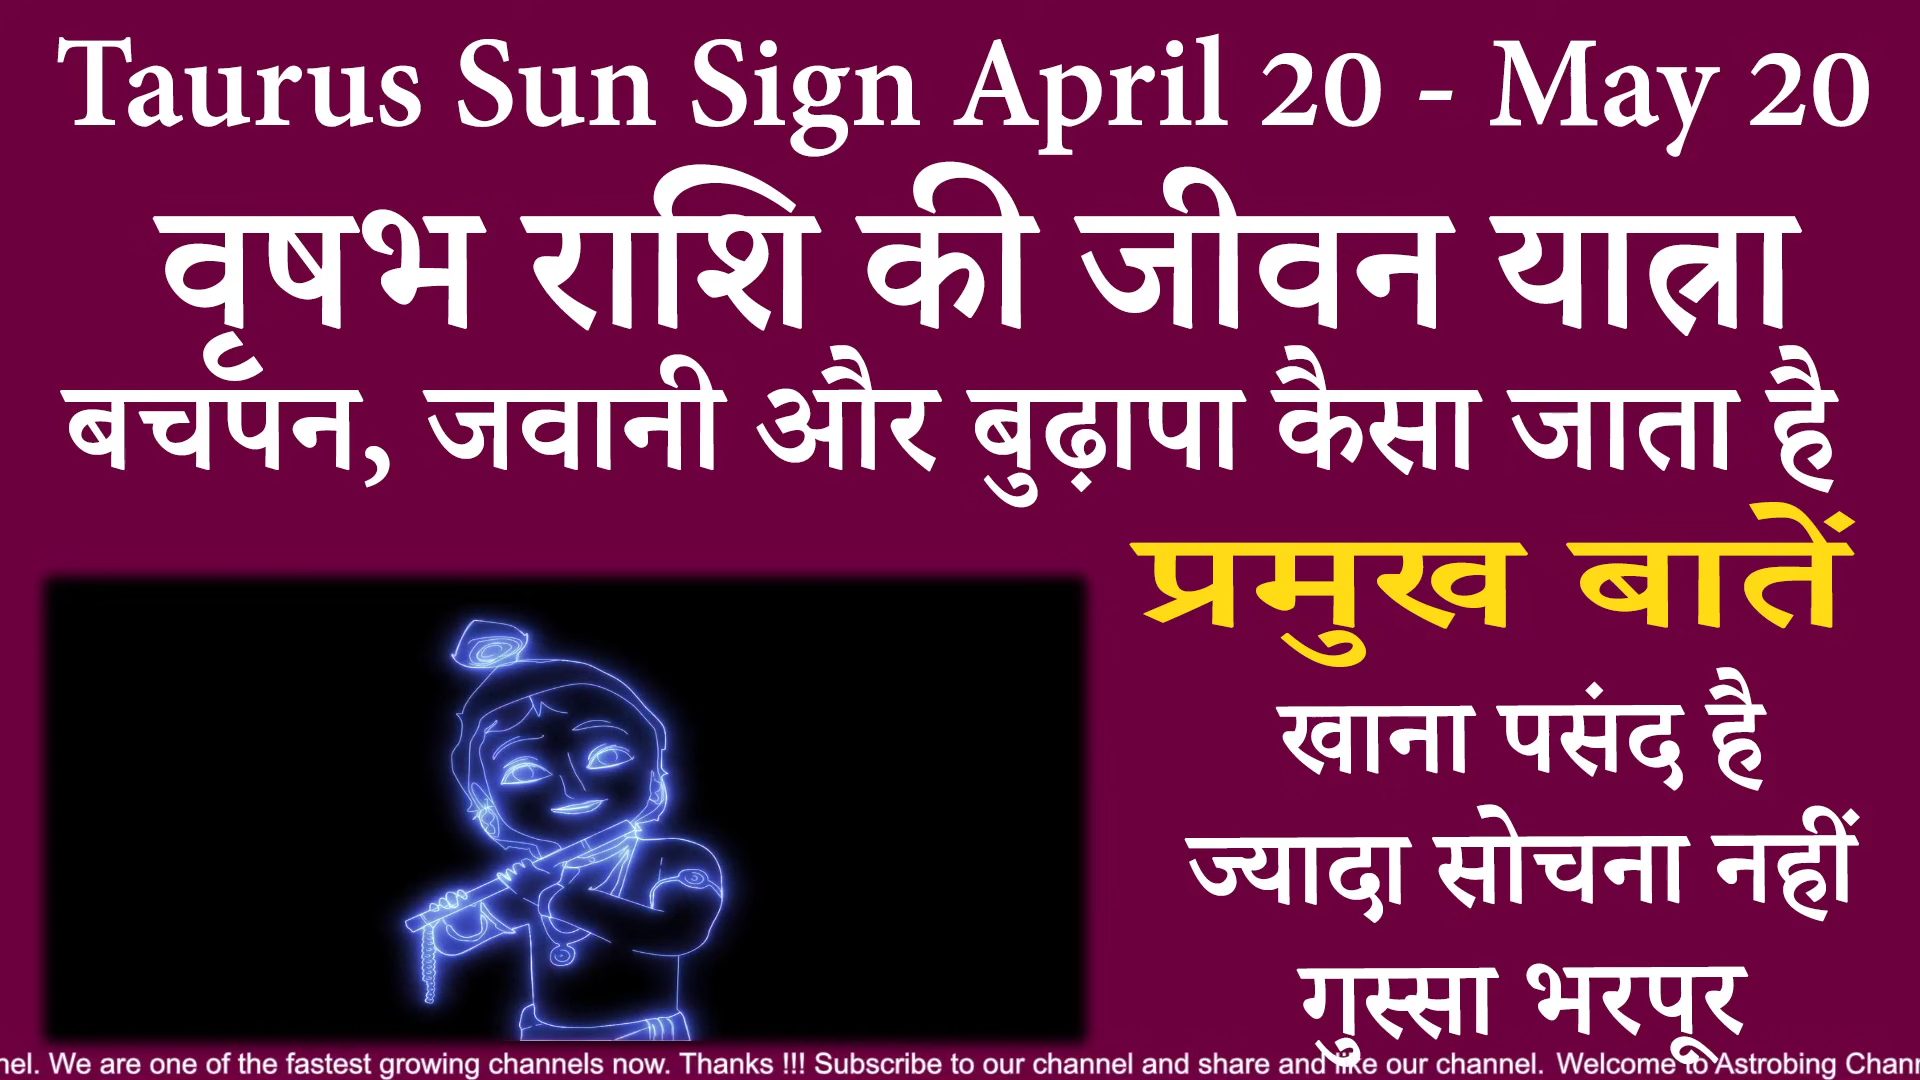 Taurus Sun Sign April 20 - May 20
वृषभ राशि की जीवन यात्रा
बचपन, जवानी और बुढ़ापा कैसा जाता है
प्रमुख बातें
खाना पसंद है
ज्यादा सोचना नहीं
गुस्सा भरपूर
nel. We are one of the fastest growing channels now. Thanks !!! Subscribe to our channel and share and like our channel. Welcome to Astrobing Chann